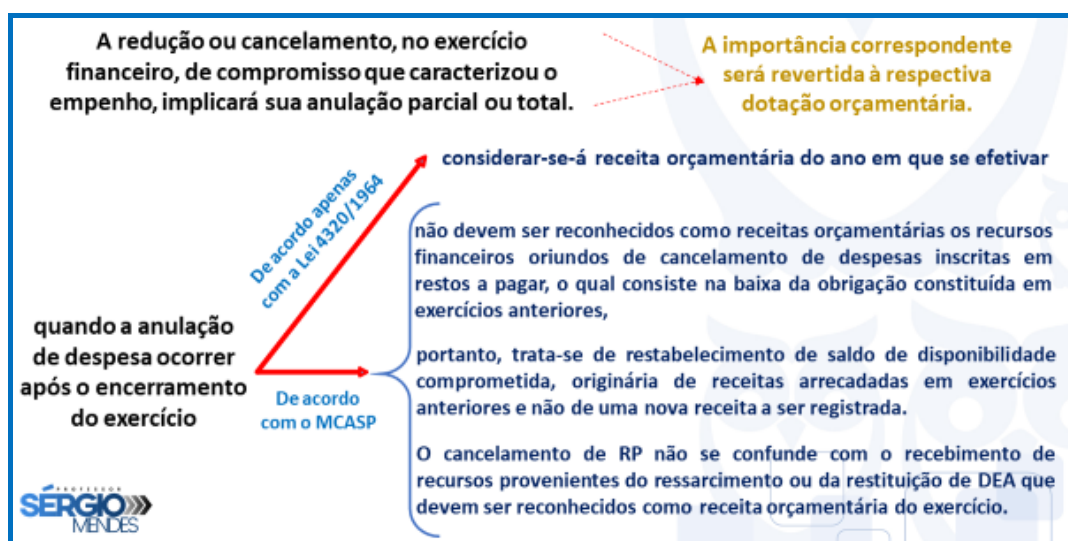 A redução ou cancelamento, no exercício
financeiro, de compromisso que caracterizou o
empenho, implicará sua anulação parcial ou total.
A importância correspondente
será revertida à respectiva
dotação orçamentária.
considerar-se-á receita orçamentária do ano em que se efetivar
De acordo apenas
com a Lei 4320/1964
não devem ser reconhecidos como receitas orçamentárias os recursos
financeiros oriundos de cancelamento de despesas inscritas em
restos a pagar, o qual consiste na baixa da obrigação constituída em
exercícios anteriores,
quando a anulação
de despesa ocorrer
após o encerramento
do exercício
De acordo
com o MCASP
portanto, trata-se de restabelecimento de saldo de disponibilidade
comprometida, originária de receitas arrecadadas em exercícios
anteriores e não de uma nova receita a ser registrada.
O cancelamento de RP não se confunde com o recebimento de
recursos provenientes do ressarcimento ou da restituição de DEA que
devem ser reconhecidos como receita orçamentária do exercício.
PROFESSOR
SÉRGIO
MENDES